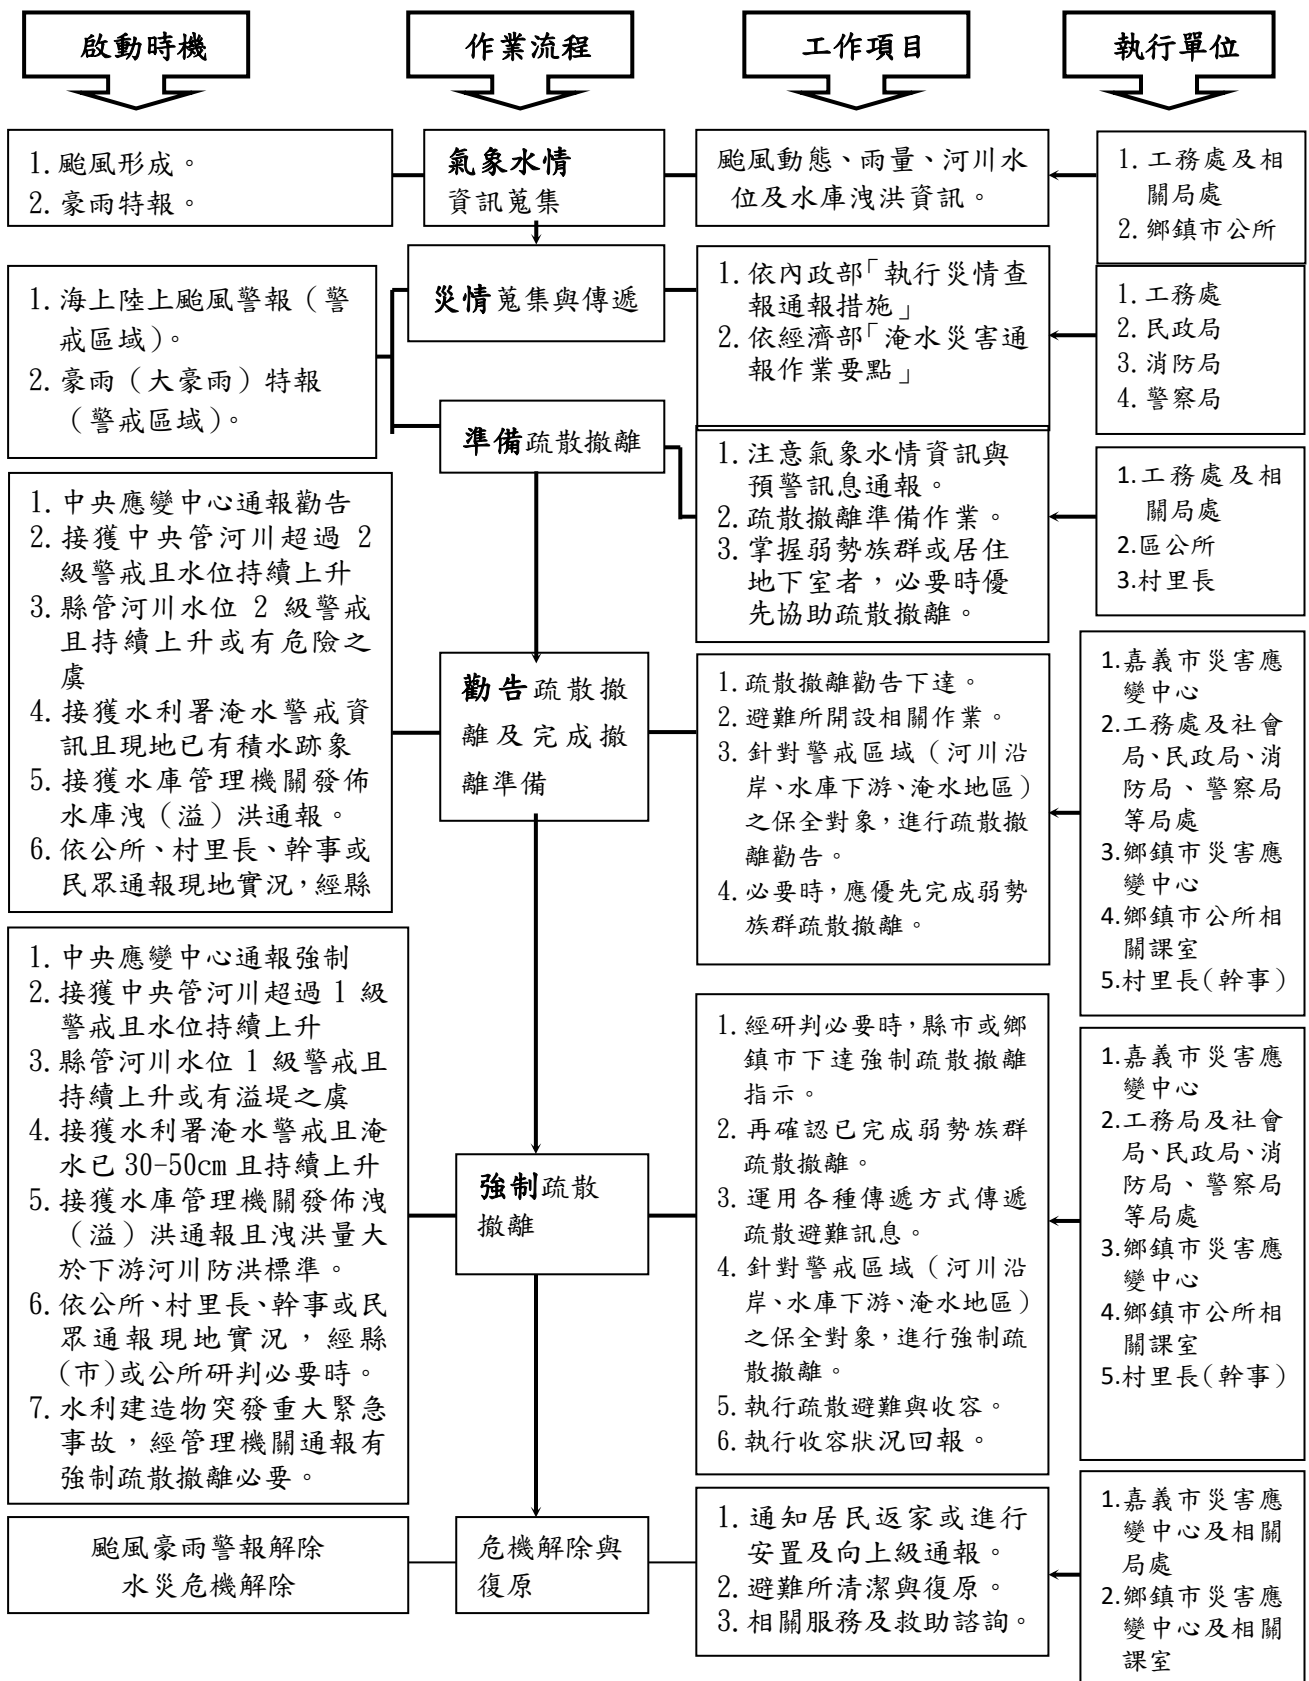 啟動時機
作業流程
工作項目
執行單位
1.颱風形成。
2.豪雨特報。
氣象水情
資訊蒐集
颱風動態、雨量、河川水
位及水庫洩洪資訊。
1.工務處及相
關局處
2.鄉鎮市公所
1.海上陸上颱風警報（警
戒區域）。
2.豪雨（大豪雨）特報
（警戒區域）。
災情蒐集與傳遞
1.依內政部「執行災情查
報通報措施」
2.依經濟部「淹水災害通
報作業要點」
1.工務處
2.民政局
3.消防局
4.警察局
準備疏散撤離
1.注意氣象水情資訊與
預警訊息通報。
2.疏散撤離準備作業。
3.掌握弱勢族群或居住
地下室者，必要時優
先協助疏散撤離。
1.工務處及相
關局處
2.區公所
3.村里長
1.中央應變中心通報勸告
2.接獲中央管河川超過 2
級警戒且水位持續上升
3.縣管河川水位 2 級警戒
且持續上升或有危險之
虞
4.接獲水利署淹水警戒資
訊且現地已有積水跡象
5.接獲水庫管理機關發佈
水庫洩（溢）洪通報。
6.依公所、村里長、幹事或
民眾通報現地實況，經縣
勸告疏散撤
離及完成撤
離準備
1.疏散撤離勸告下達。
2.避難所開設相關作業。
3.針對警戒區域（河川沿
岸、水庫下游、淹水地區）
之保全對象，進行疏散撤
離勸告。
4.必要時，應優先完成弱勢
族群疏散撤離。
1.嘉義市災害應
變中心
2.工務處及社會
局、民政局、消
防局、警察局
等局處
3.鄉鎮市災害應
變中心
4.鄉鎮市公所相
關課室
5.村里長(幹事)
1.中央應變中心通報強制
2.接獲中央管河川超過 1 級
警戒且水位持續上升
3.縣管河川水位 1 級警戒且
持續上升或有溢堤之虞
4.接獲水利署淹水警戒且淹
水已 30-50cm 且持續上升
5.接獲水庫管理機關發佈洩
（溢）洪通報且洩洪量大
於下游河川防洪標準。
6.依公所、村里長、幹事或民
眾通報現地實況，經縣
(市)或公所研判必要時。
7.水利建造物突發重大緊急
事故，經管理機關通報有
強制疏散撤離必要。
強制疏散
撤離
1.經研判必要時，縣市或鄉
鎮市下達強制疏散撤離
指示。
2.再確認已完成弱勢族群
疏散撤離。
3.運用各種傳遞方式傳遞
疏散避難訊息。
4.針對警戒區域（河川沿
岸、水庫下游、淹水地區）
之保全對象，進行強制疏
散撤離。
5.執行疏散避難與收容。
6.執行收容狀況回報。
1.嘉義市災害應
變中心
2.工務局及社會
局、民政局、消
防局、警察局
等局處
3.鄉鎮市災害應
變中心
4.鄉鎮市公所相
關課室
5.村里長(幹事)
颱風豪雨警報解除
水災危機解除
危機解除與
復原
1.通知居民返家或進行
安置及向上級通報。
2.避難所清潔與復原。
3.相關服務及救助諮詢。
1.嘉義市災害應
變中心及相關
局處
2.鄉鎮市災害應
變中心及相關
課室